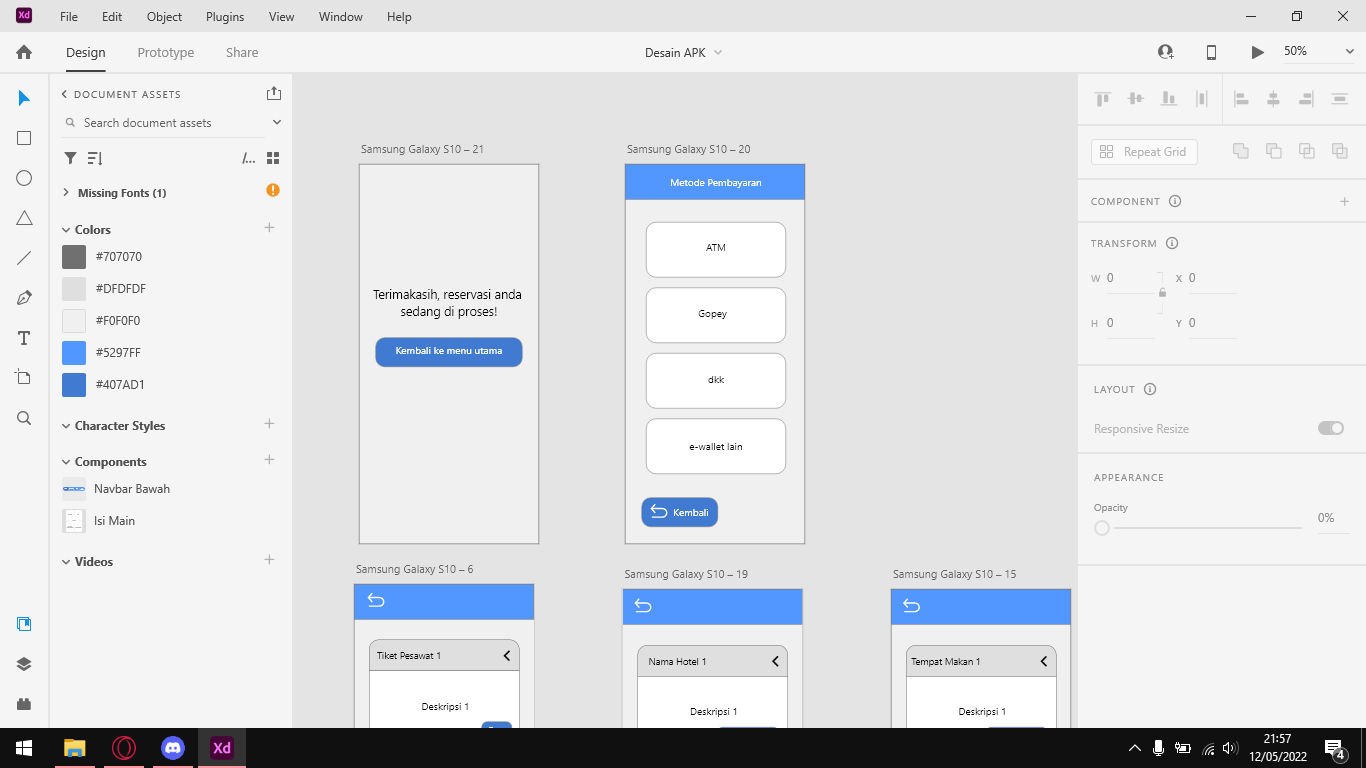 Xd
File Edit Object Plugins View Window Help
Design Prototype Share
Desain APK
50%
DOCUMENT ASSETS
Search document assets
/...
Missing Fonts (1)
Colors
#707070
#DFDFDF
#F0F0F0
#5297FF
#407AD1
Character Styles
Components
Navbar Bawah
Isi Main
Videos
Samsung Galaxy S10 – 21
Terimakasih, reservasi anda
sedang di proses!
Kembali ke menu utama
Samsung Galaxy S10 – 20
Metode Pembayaran
ATM
Gopey
dkk
e-wallet lain
Kembali
Samsung Galaxy S10 – 6
Tiket Pesawat 1
Deskripsi 1
Samsung Galaxy S10 – 19
Nama Hotel 1
Deskripsi 1
Samsung Galaxy S10 – 15
Tempat Makan 1
Deskripsi 1
Repeat Grid
COMPONENT
TRANSFORM
W 0 X 0
H 0 Y 0
LAYOUT
Responsive Resize
APPEARANCE
Opacity
0%
Xd
21:57
12/05/2022
4